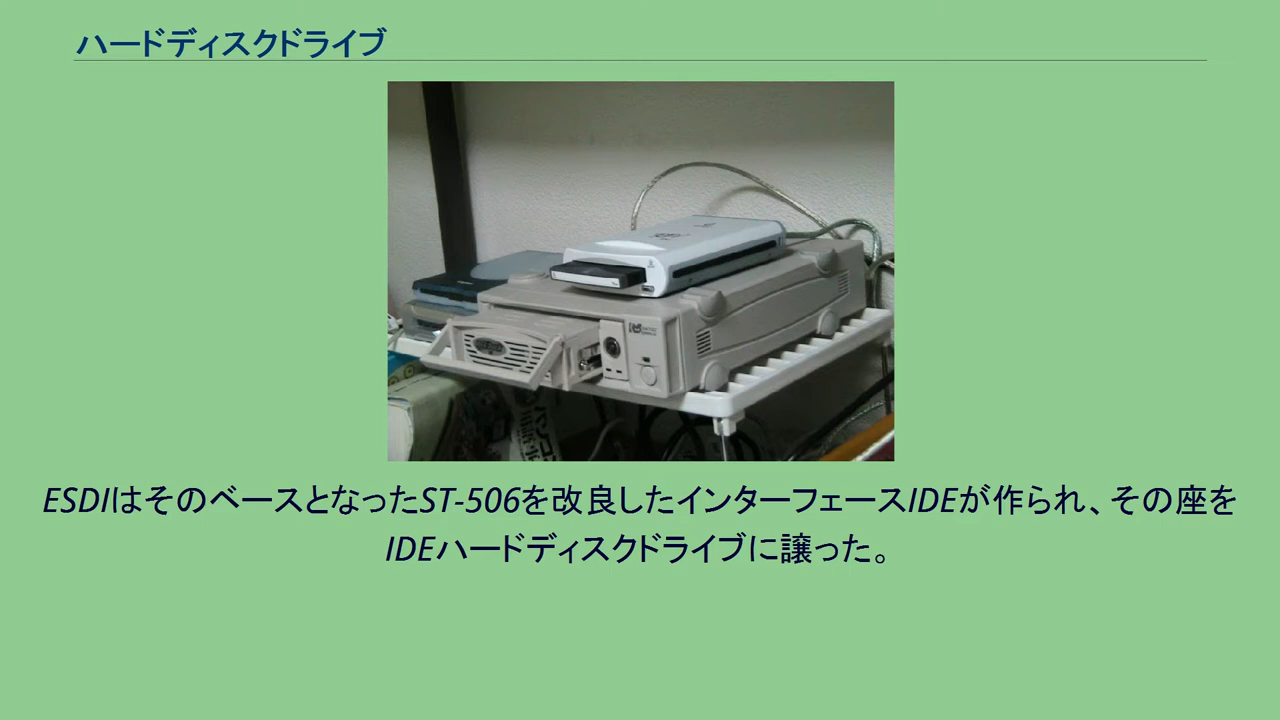 ハードディスクドライブ
ESDIはそのベースとなったST-506を改良したインターフェースIDEが作られ、その座を
IDEハードディスクドライブに譲った。